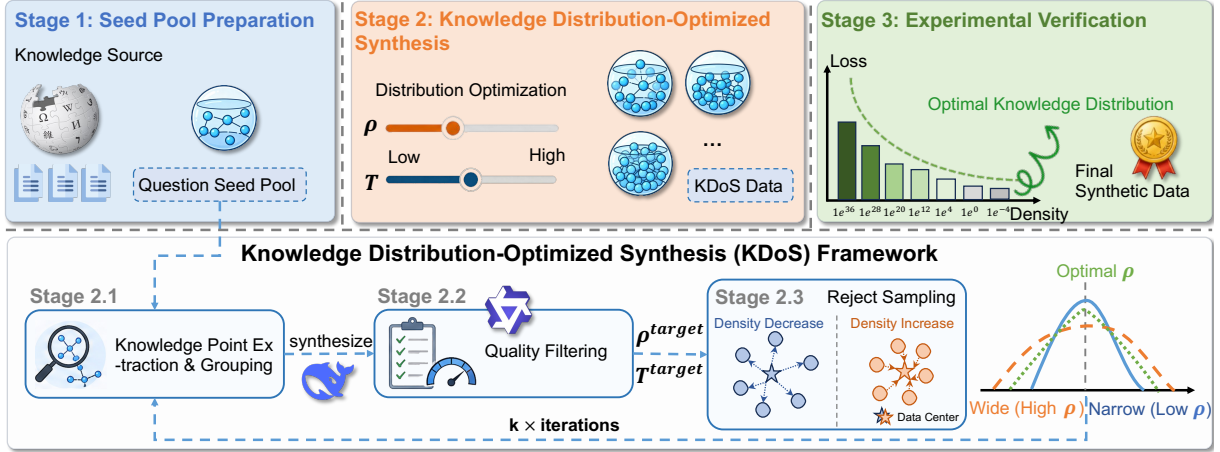 Stage 1: Seed Pool Preparation
Knowledge Source
Ω
W
И
維
Question Seed Pool
Stage 2: Knowledge Distribution-Optimized
Synthesis
Distribution Optimization
ρ
Low
High
T
...
KDoS Data
Stage 3: Experimental Verification
Loss
Optimal Knowledge Distribution
Final
Synthetic Data
1e³⁶ 1e²⁸ 1e²⁰ 1e¹² 1e⁴ 1e⁰ 1e⁻⁴
Density
Knowledge Distribution-Optimized Synthesis (KDoS) Framework
Stage 2.1
Knowledge Point Ex
-traction & Grouping
synthesize
Stage 2.2
Quality Filtering
ρᵗᵃʳᵍᵉᵗ
Tᵗᵃʳᵍᵉᵗ
Stage 2.3
Reject Sampling
Density Decrease
Density Increase
Data Center
Optimal ρ
Wide (High ρ)
Narrow (Low ρ)
k × iterations